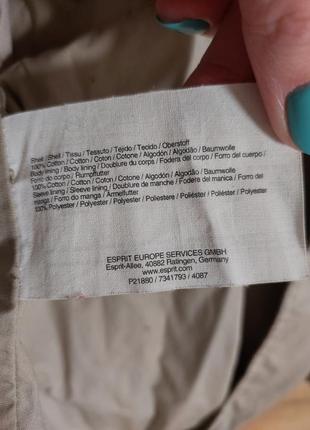 Shell / Shell / Tissu / Tessuto / Tejido / Tecido / Oberstoff
100% Cotton / Cotton / Coton / Cotone / Algodón / Algodão / Baumwolle
Body lining / Body lining / Doublure du corps / Fodera del corpo / Forro del cuerpo /
Forro do corpo / Rumpffutter
100% Cotton / Cotton / Coton / Cotone / Algodón / Algodão / Baumwolle
Sleeve lining / Sleeve lining / Doublure de manche / Fodera del manica / Forro del
manga / Forro do manga / Ärmelfutter
100% Polyester / Polyester / Polyester / Poliestere / Poliéster / Poliéster / Polyester
ESPRIT EUROPE SERVICES GMBH
Esprit-Allee, 40882 Ratingen, Germany
www.esprit.com
P21880 / 7341793 / 4087